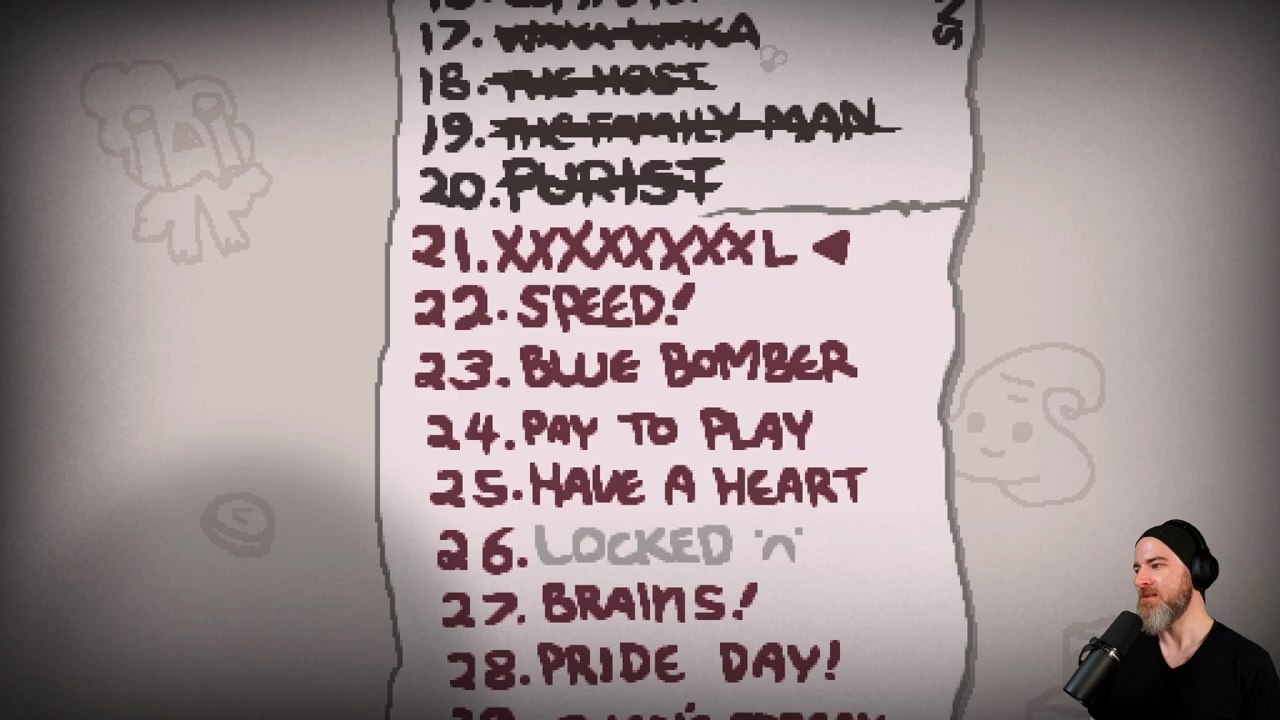 17. WAKA WAKA
18. THE HOST
19. THE FAMILY MAN
20. PURIST
21. XXXXXXXXL ◀
22. SPEED!
23. BLUE BOMBER
24. PAY TO PLAY
25. HAVE A HEART
26. LOCKED
27. BRAINS!
28. PRIDE DAY!